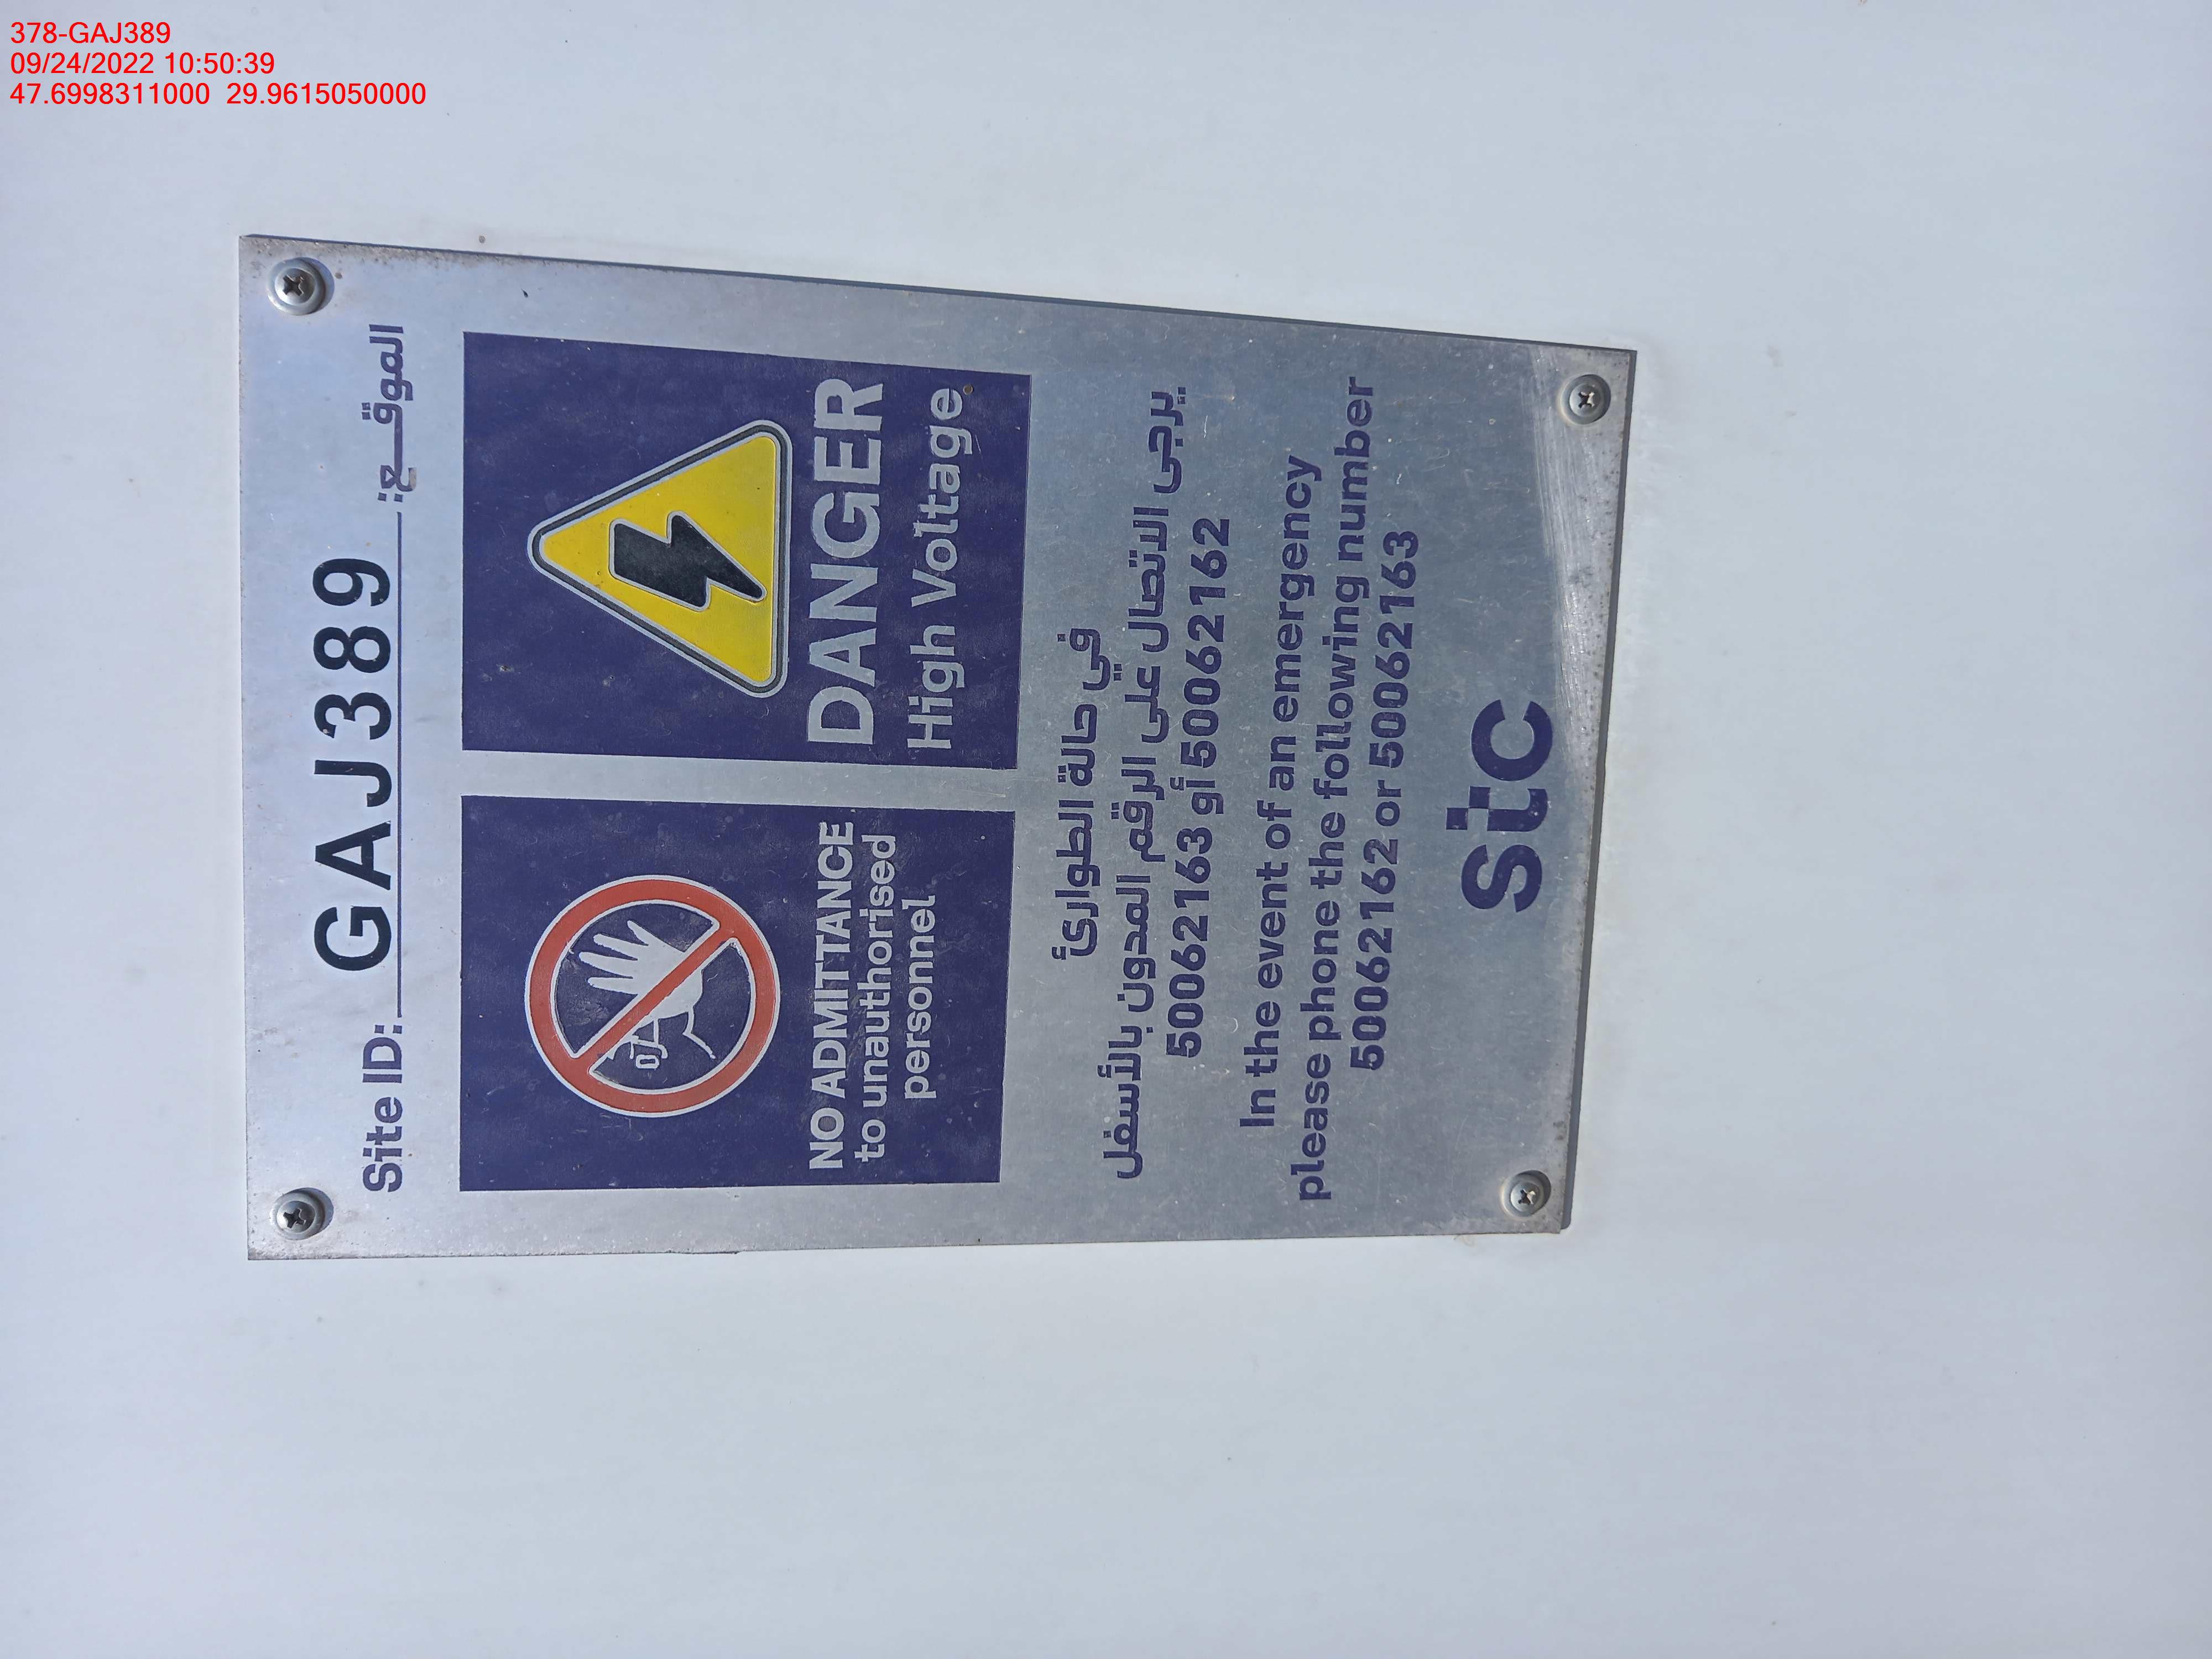 378-GAJ389
09/24/2022 10:50:39
47.6998311000 29.9615050000
Site ID: GAJ389 الموقـــع:
NO ADMITTANCE
to unauthorised
personnel
DANGER
High Voltage
في حالة الطوارئ
يرجى الاتصال على الرقم المدون بالأسفل
50062163 أو 50062162
In the event of an emergency
please phone the following number
50062162 or 50062163
stc